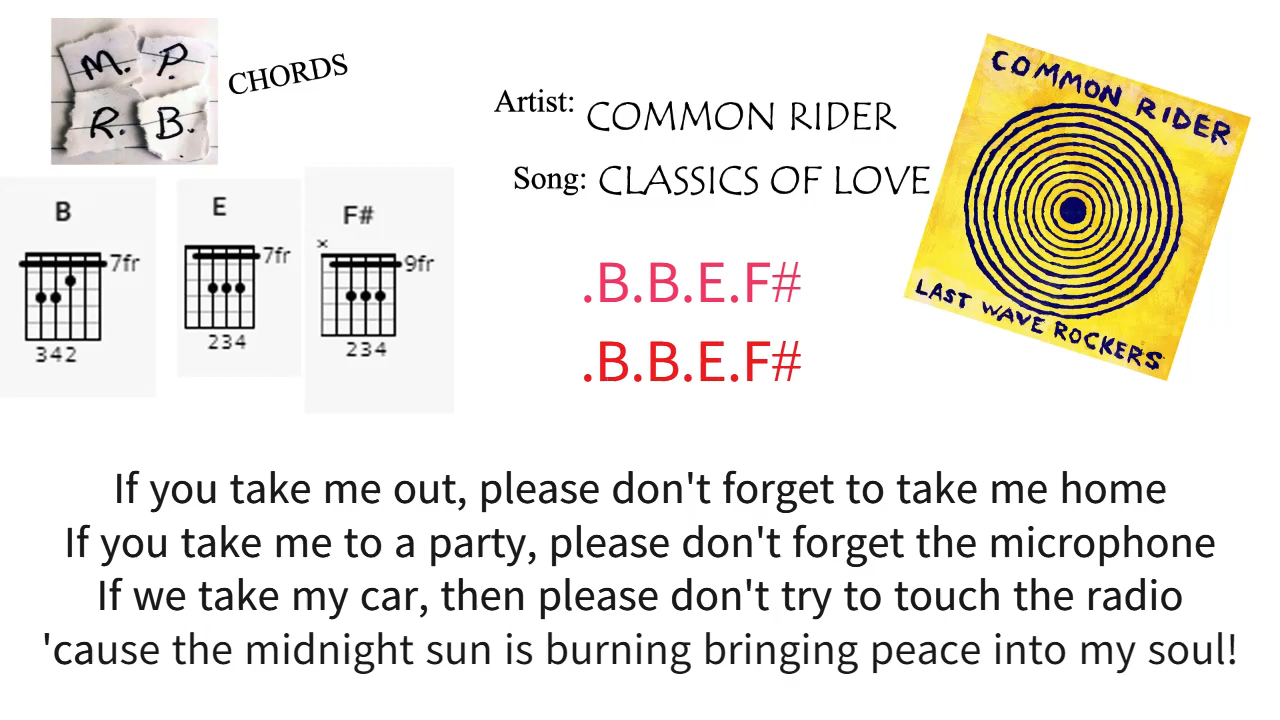 M. P.
R. B.
CHORDS
Artist: COMMON RIDER
Song: CLASSICS OF LOVE
COMMON RIDER
LAST WAVE ROCKERS
B
7fr
342
E
7fr
234
F#
×
9fr
234
.B.B.E.F#
.B.B.E.F#
If you take me out, please don't forget to take me home
If you take me to a party, please don't forget the microphone
If we take my car, then please don't try to touch the radio
'cause the midnight sun is burning bringing peace into my soul!